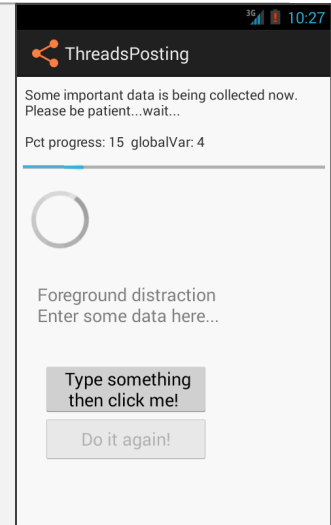 3G 10:27
ThreadsPosting
Some important data is being collected now.
Please be patient...wait...
Pct progress: 15 globalVar: 4
Foreground distraction
Enter some data here...
Type something
then click me!
Do it again!